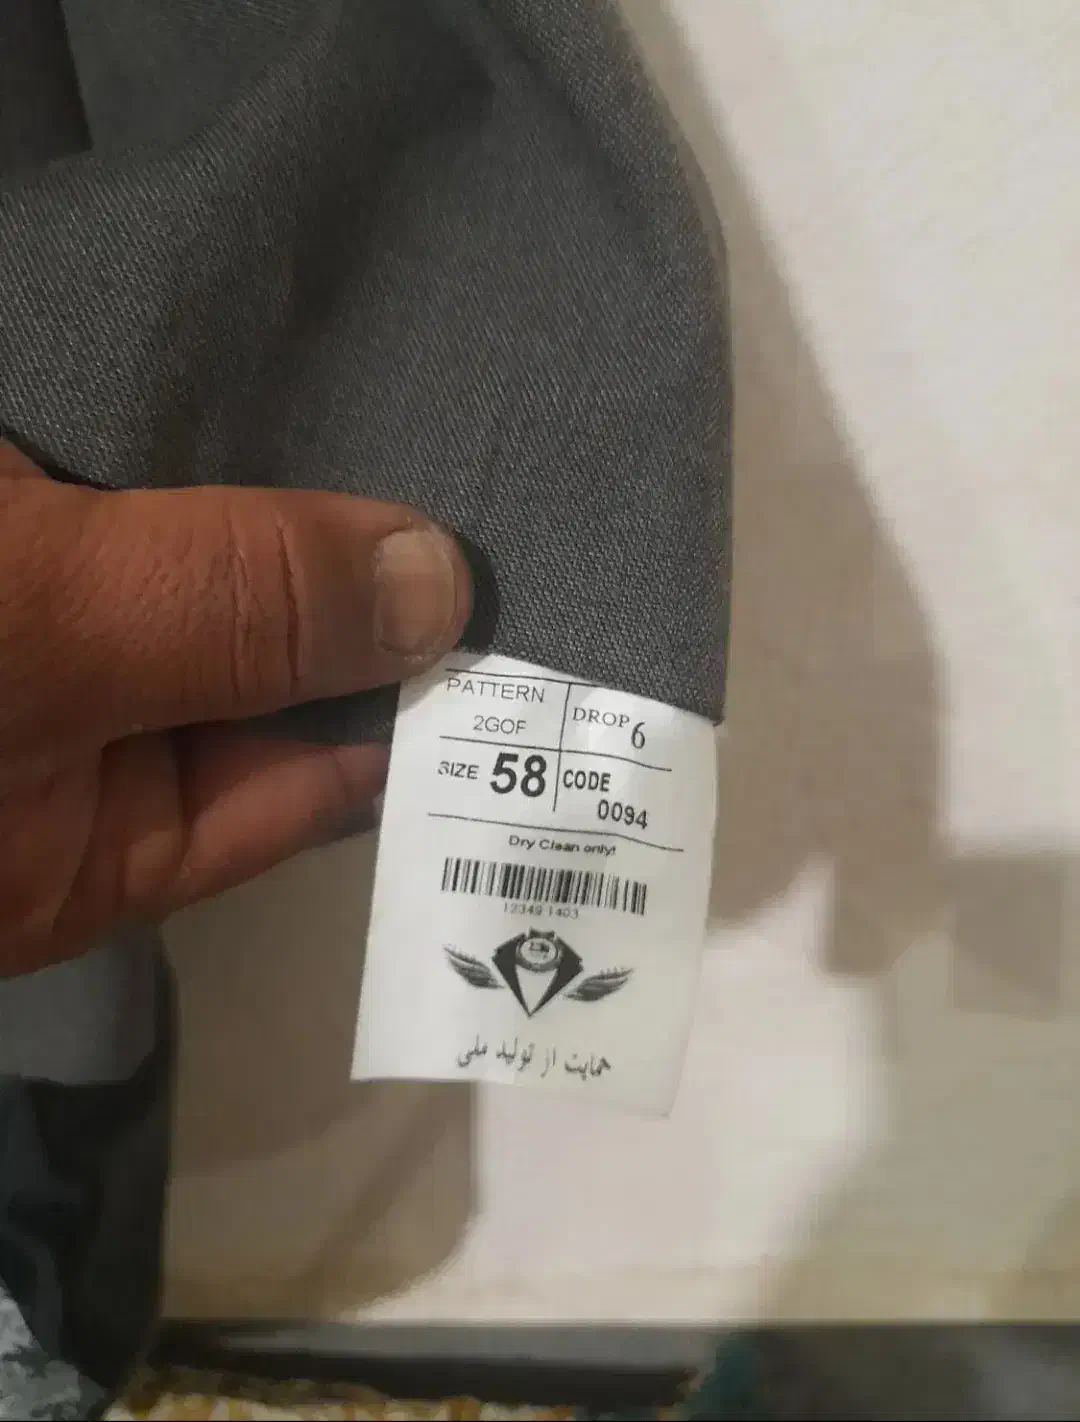 PATTERN
2GOF
DROP 6
SIZE 58
CODE
0094
Dry Clean only!
12349 1403
حمایت از تولید ملی